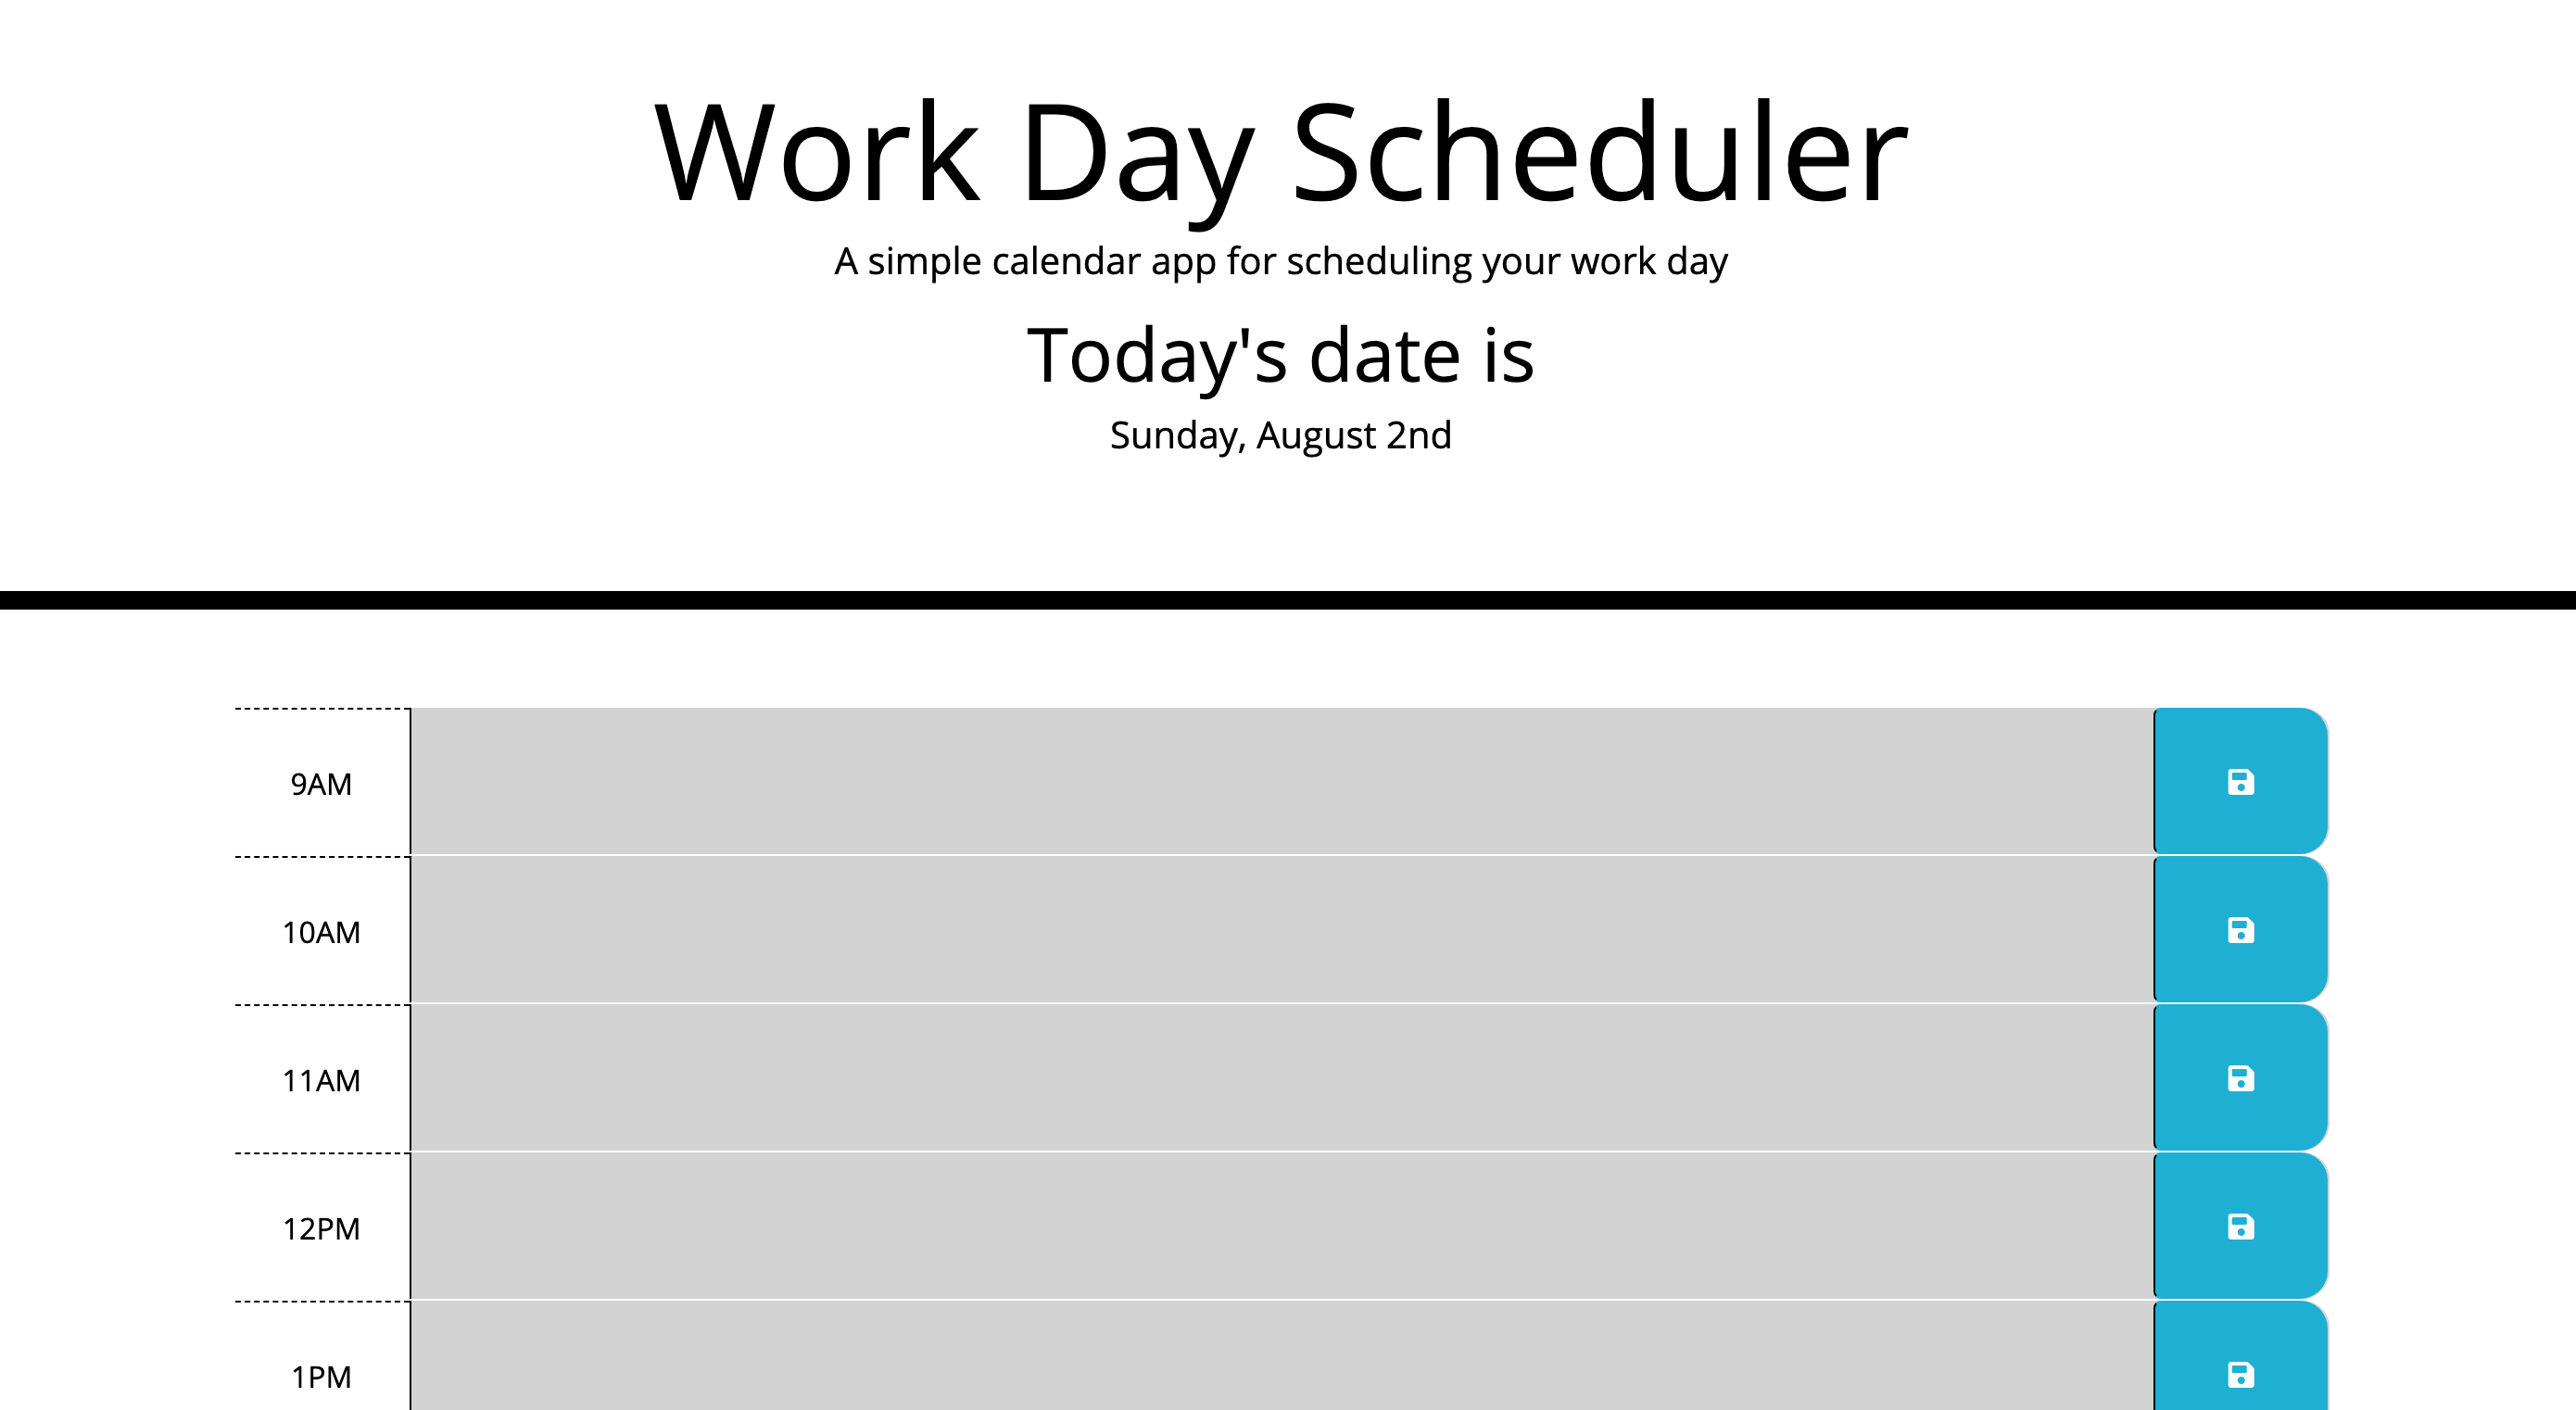 Work Day Scheduler
A simple calendar app for scheduling your work day
Today's date is
Sunday, August 2nd
9AM
10AM
11AM
12PM
1PM